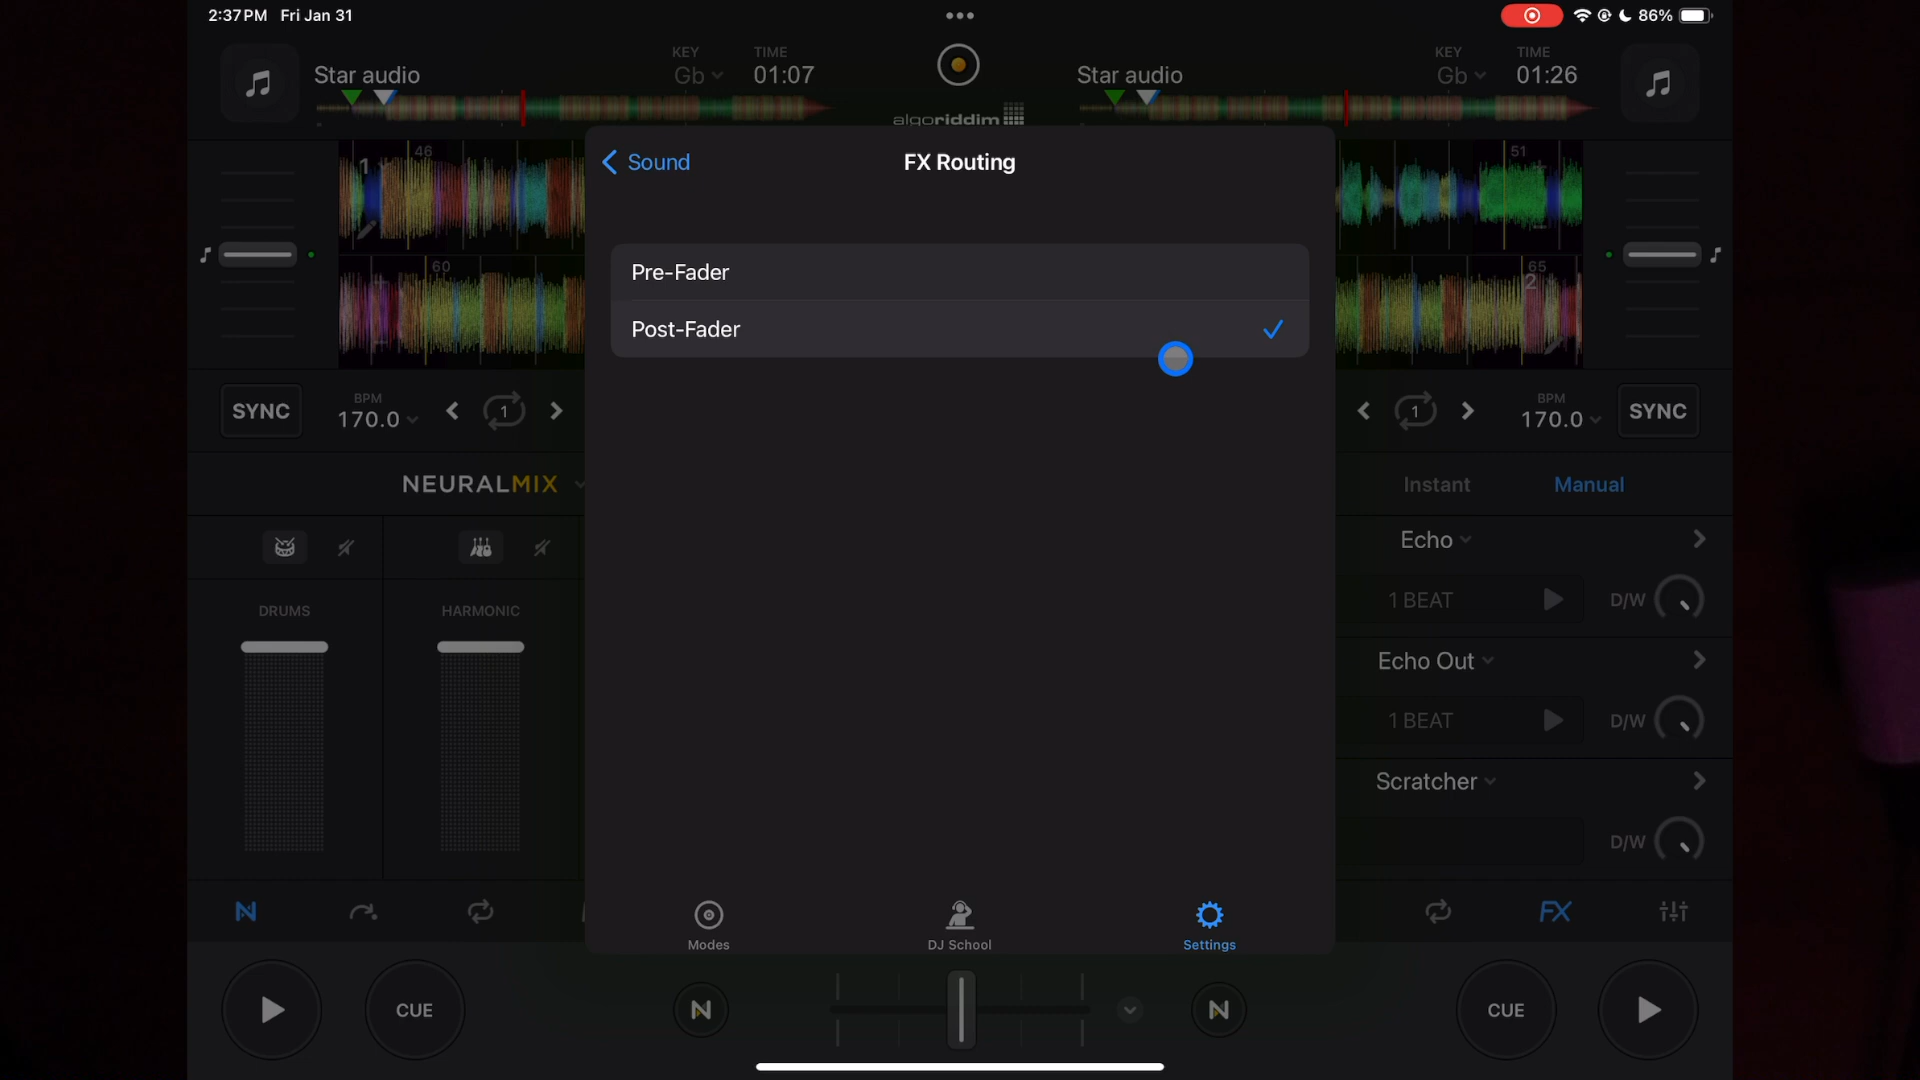 2:37 PM Fri Jan 31
86%
Star audio
KEY
Gb
TIME
01:07
algoriddim
Star audio
KEY
Gb
TIME
01:26
1
46
60
51
65
2
Sound
FX Routing
Pre-Fader
Post-Fader
SYNC
BPM
170.0
1
1
BPM
170.0
SYNC
NEURALMIX
Instant
Manual
DRUMS
HARMONIC
Echo
1 BEAT
D/W
Echo Out
1 BEAT
D/W
Scratcher
D/W
FX
Modes
DJ School
Settings
CUE
CUE